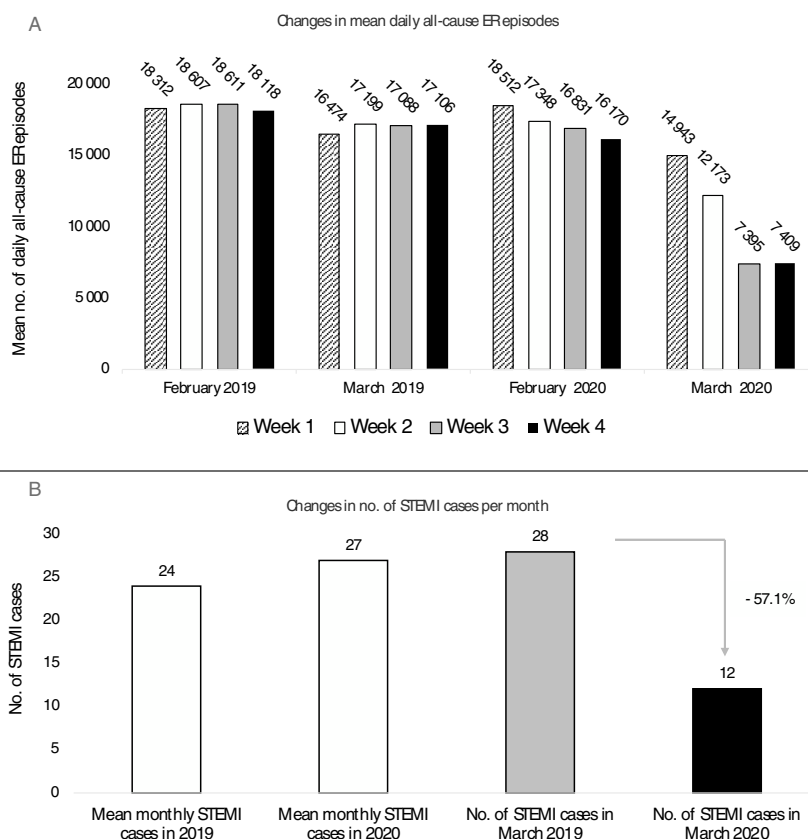 A
Changes in mean daily all-cause ER episodes
Mean no. of daily all-cause ER episodes
20 000
15 000
10 000
5 000
0
18 312
18 607
18 611
18 118
16 474
17 199
17 088
17 106
18 512
17 348
16 831
16 170
14 943
12 173
7 395
7 409
February 2019
March 2019
February 2020
March 2020
Week 1
Week 2
Week 3
Week 4
B
Changes in no. of STEMI cases per month
No. of STEMI cases
30
25
20
15
10
5
0
24
27
28
12
- 57.1%
Mean monthly STEMI
cases in 2019
Mean monthly STEMI
cases in 2020
No. of STEMI cases in
March 2019
No. of STEMI cases in
March 2020